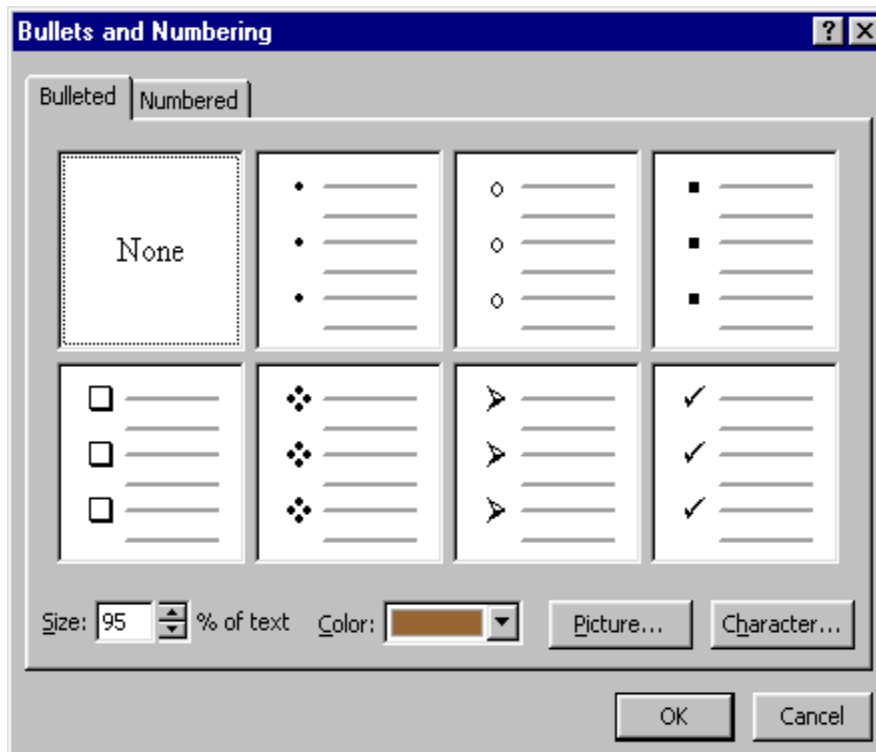 Bullets and Numbering
Bulleted Numbered
None
Size: 95 % of text Color: Picture... Character...
OK Cancel